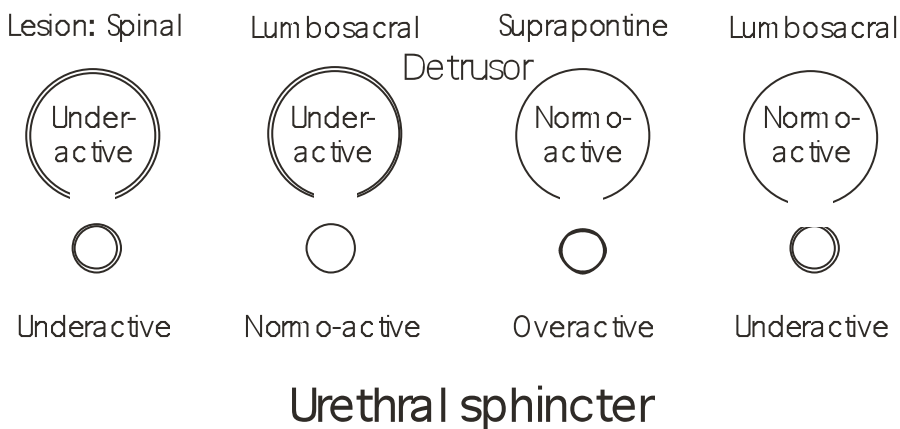 Lesion: Spinal
Lumbosacral
Suprapontine
Lumbosacral
Detrusor
Under-
active
Under-
active
Normo-
active
Normo-
active
Underactive
Normo-active
Overactive
Underactive
Urethral sphincter